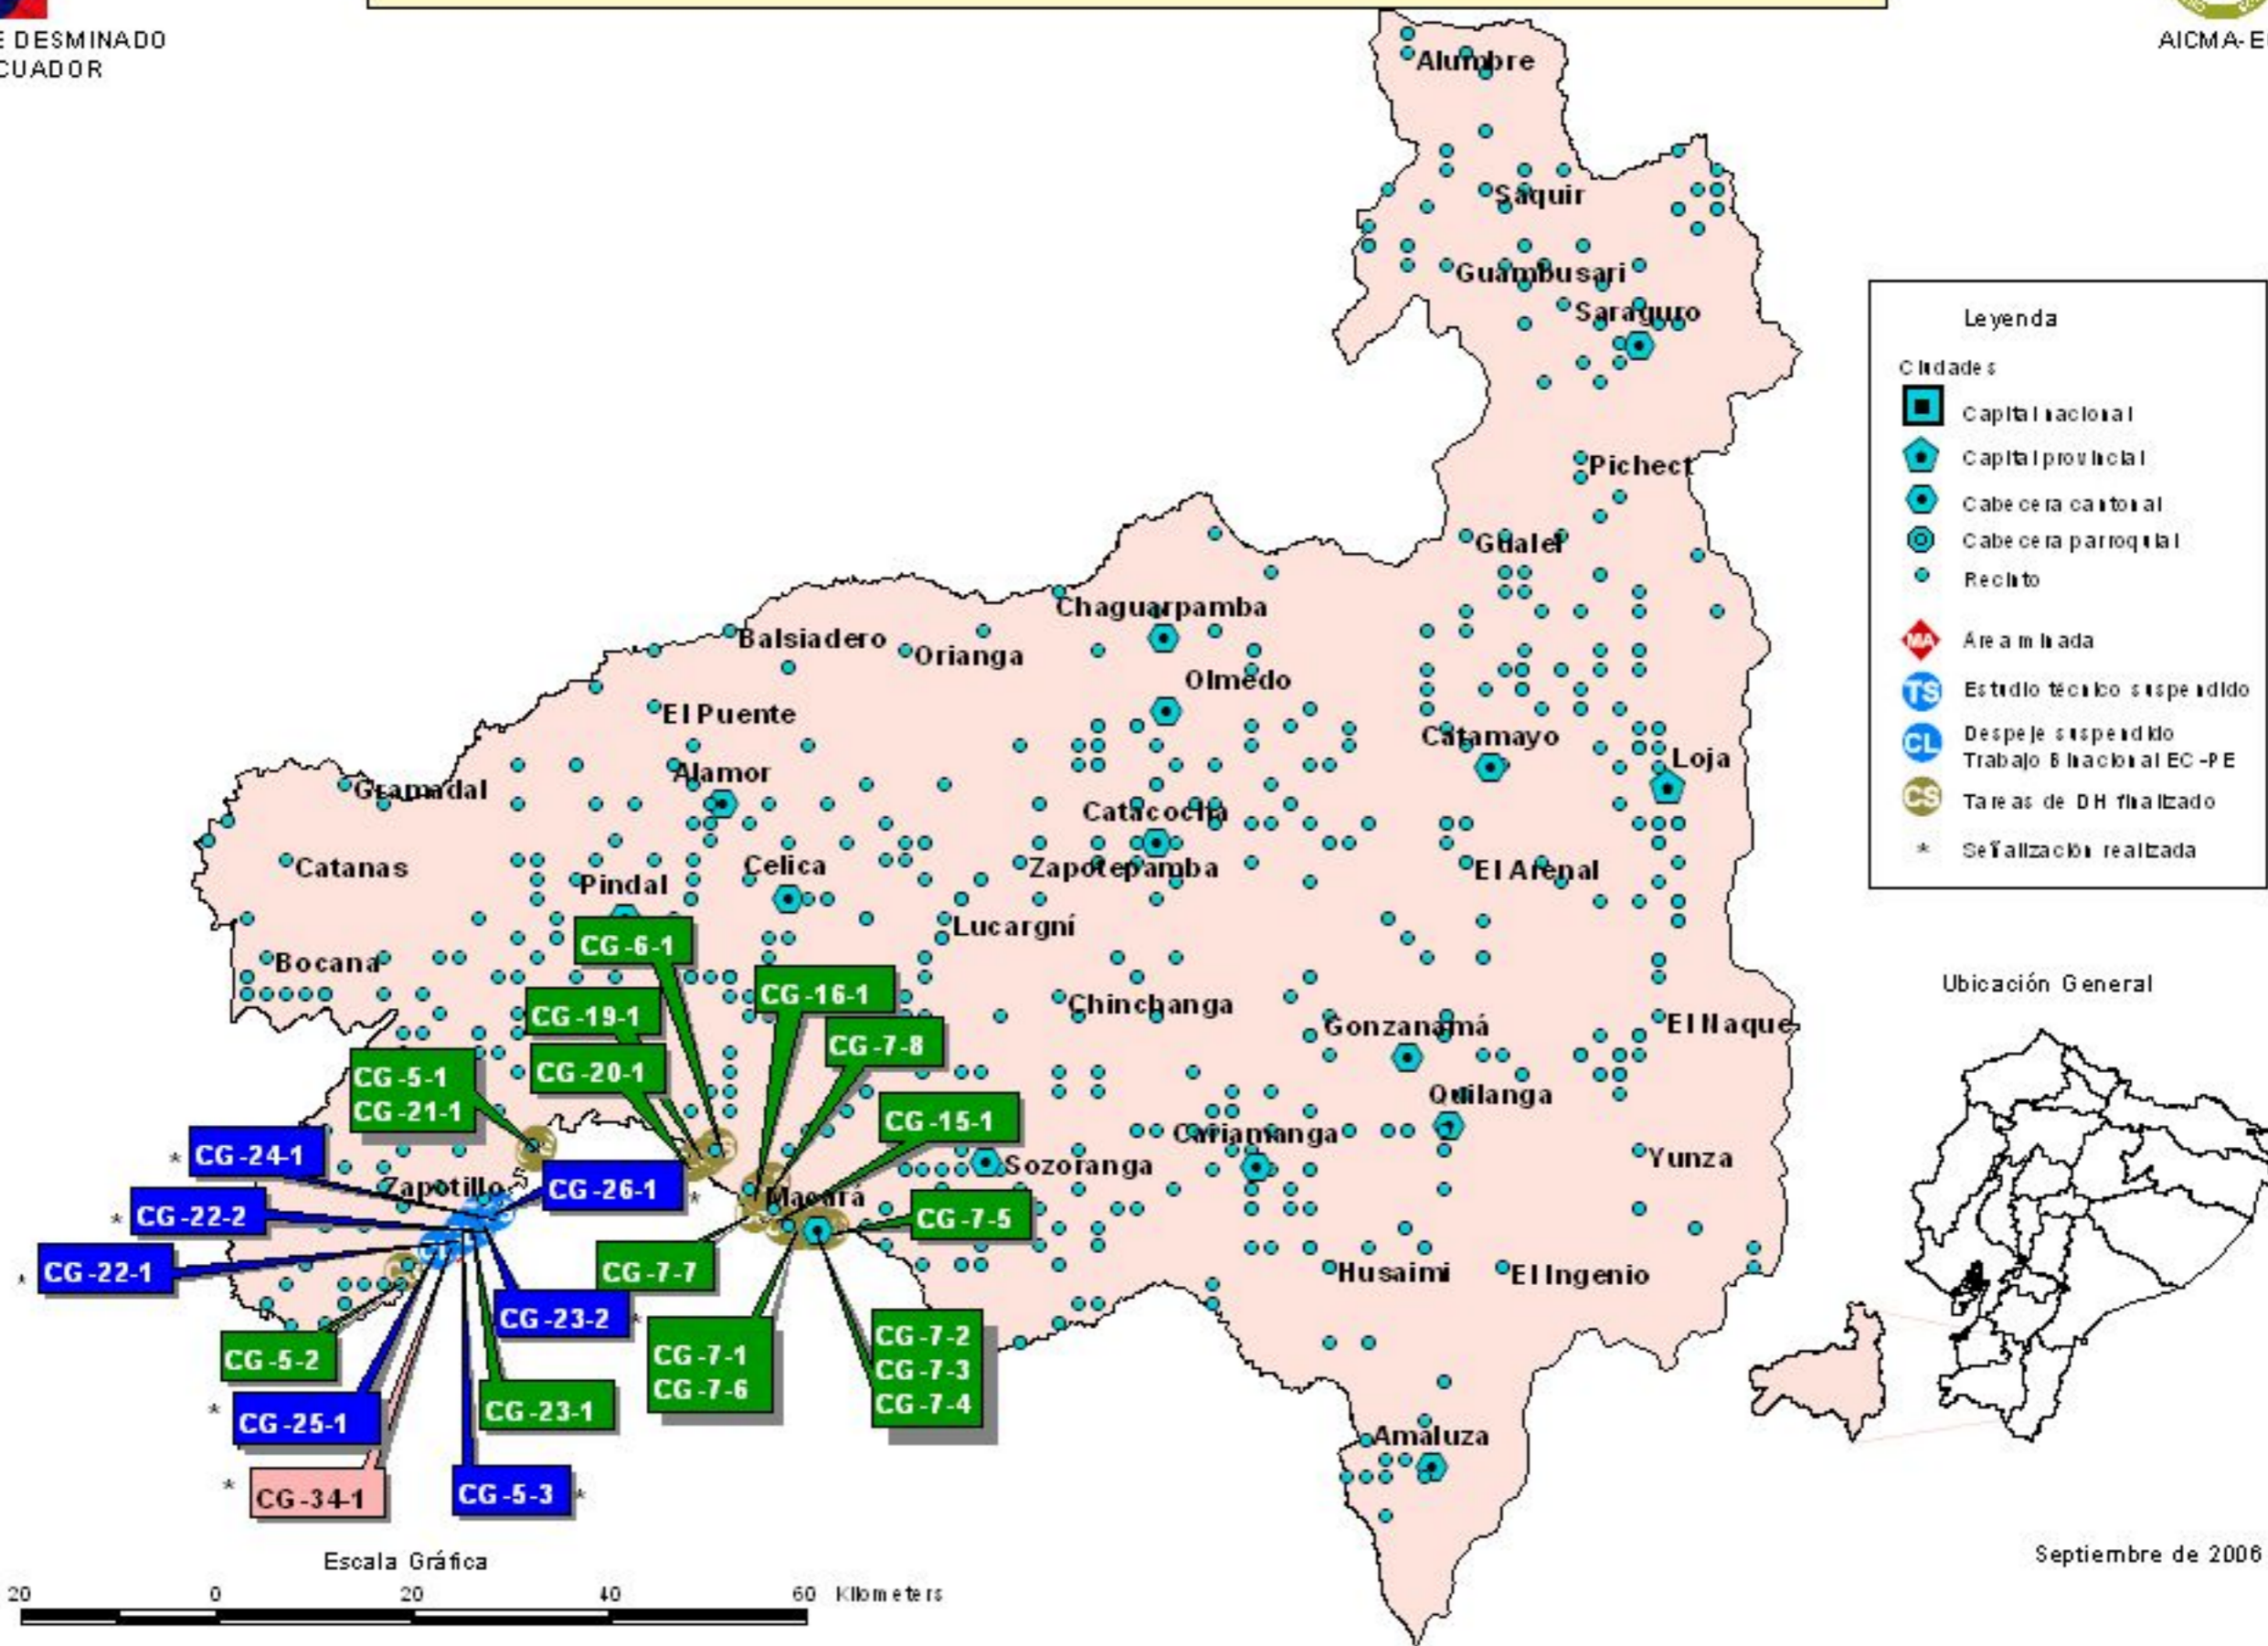 E DESMINADO
CUADOR
AICMA-E
Alumbre
Saquir
Guambusari
Saraguro
Pichect
Gualel
Chaguarpamba
Balsiadero
Orianga
Olmedo
El Puente
Catamayo
Loja
Alamor
Gramadal
Catacocha
Celica
Catanas
Zapotepamba
El Arenal
Pindal
Lucargní
Bocana
Chinchanga
Gonzanamá
El Naque
Quilanga
Cariamanga
Sozoranga
Yunza
Zapotillo
Macará
Husaimi
El Ingenio
Amaluza
CG-6-1
CG-16-1
CG-19-1
CG-7-8
CG-20-1
CG-5-1
CG-21-1
CG-15-1
* CG-24-1
CG-26-1 *
* CG-22-2
CG-7-5
* CG-22-1
CG-7-7
CG-23-2 *
CG-5-2
CG-7-1
CG-7-6
CG-7-2
CG-7-3
CG-7-4
* CG-25-1
CG-23-1
* CG-34-1
CG-5-3 *
Leyenda
Ciudades
Capital nacional
Capital provincial
Cabecera cantonal
Cabecera parroquial
Recinto
MA Area minada
TS Estudio técnico suspendido
CL Despeje suspendido
Trabajo Binacional EC-PE
CS Tareas de DH finalizado
* Señalización realizada
Ubicación General
Septiembre de 2006
Escala Gráfica
20 0 20 40 60 Kilometers